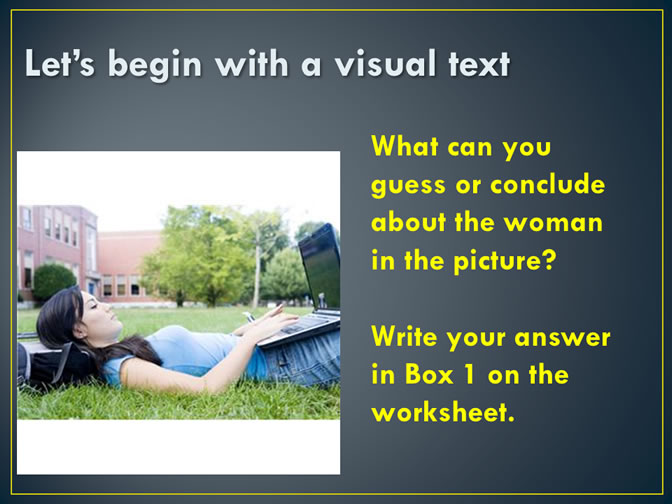 Let's begin with a visual text
What can you
guess or conclude
about the woman
in the picture?
Write your answer
in Box 1 on the
worksheet.